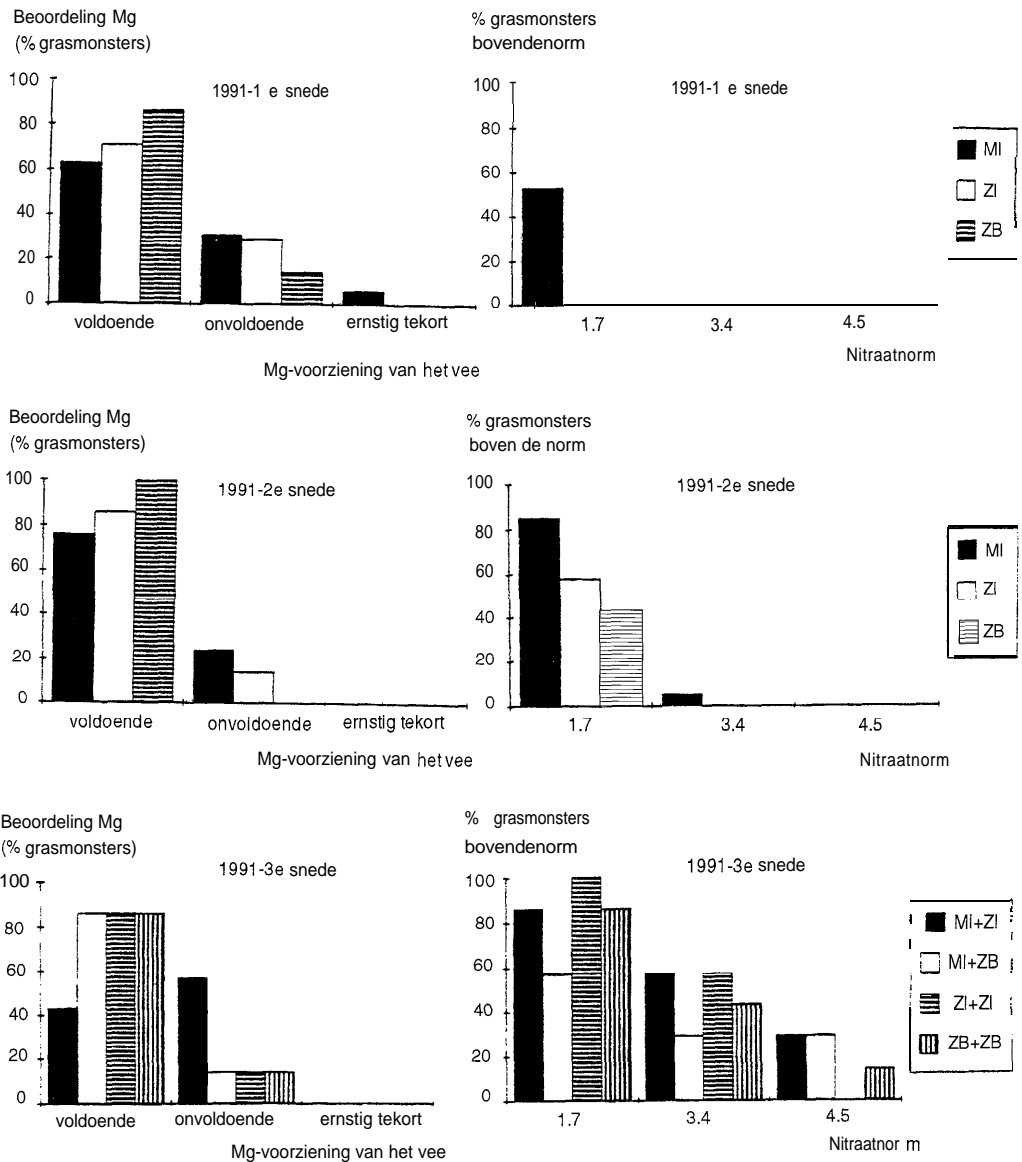 Beoordeling Mg
(% grasmonsters)
1991-1 e snede
100
80
60
40
20
0
voldoende onvoldoende ernstig tekort
Mg-voorziening van het vee
% grasmonsters
bovendenorm
1991-1 e snede
100
80
60
40
20
0
1.7 3.4 4.5
Nitraatnorm
MI
ZI
ZB
Beoordeling Mg
(% grasmonsters)
1991-2e snede
100
80
60
40
20
0
voldoende onvoldoende ernstig tekort
Mg-voorziening van het vee
% grasmonsters
boven de norm
1991-2e snede
100
80
60
40
20
0
1.7 3.4 4.5
Nitraatnorm
MI
ZI
ZB
Beoordeling Mg
(% grasmonsters)
1991-3e snede
100
80
60
40
20
0
voldoende onvoldoende ernstig tekort
Mg-voorziening van het vee
% grasmonsters
bovendenorm
1991-3e snede
100
80
60
40
20
0
1.7 3.4 4.5
Nitraatnor m
MI+ZI
MI+ZB
ZI+ZI
ZB+ZB